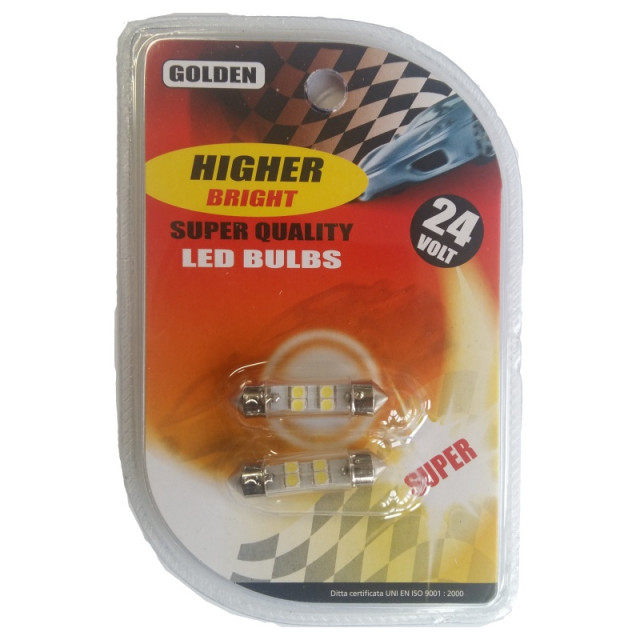 GOLDEN
HIGHER
BRIGHT
SUPER QUALITY
LED BULBS
24
VOLT
SUPER
Ditta certificata UNI EN ISO 9001 : 2000